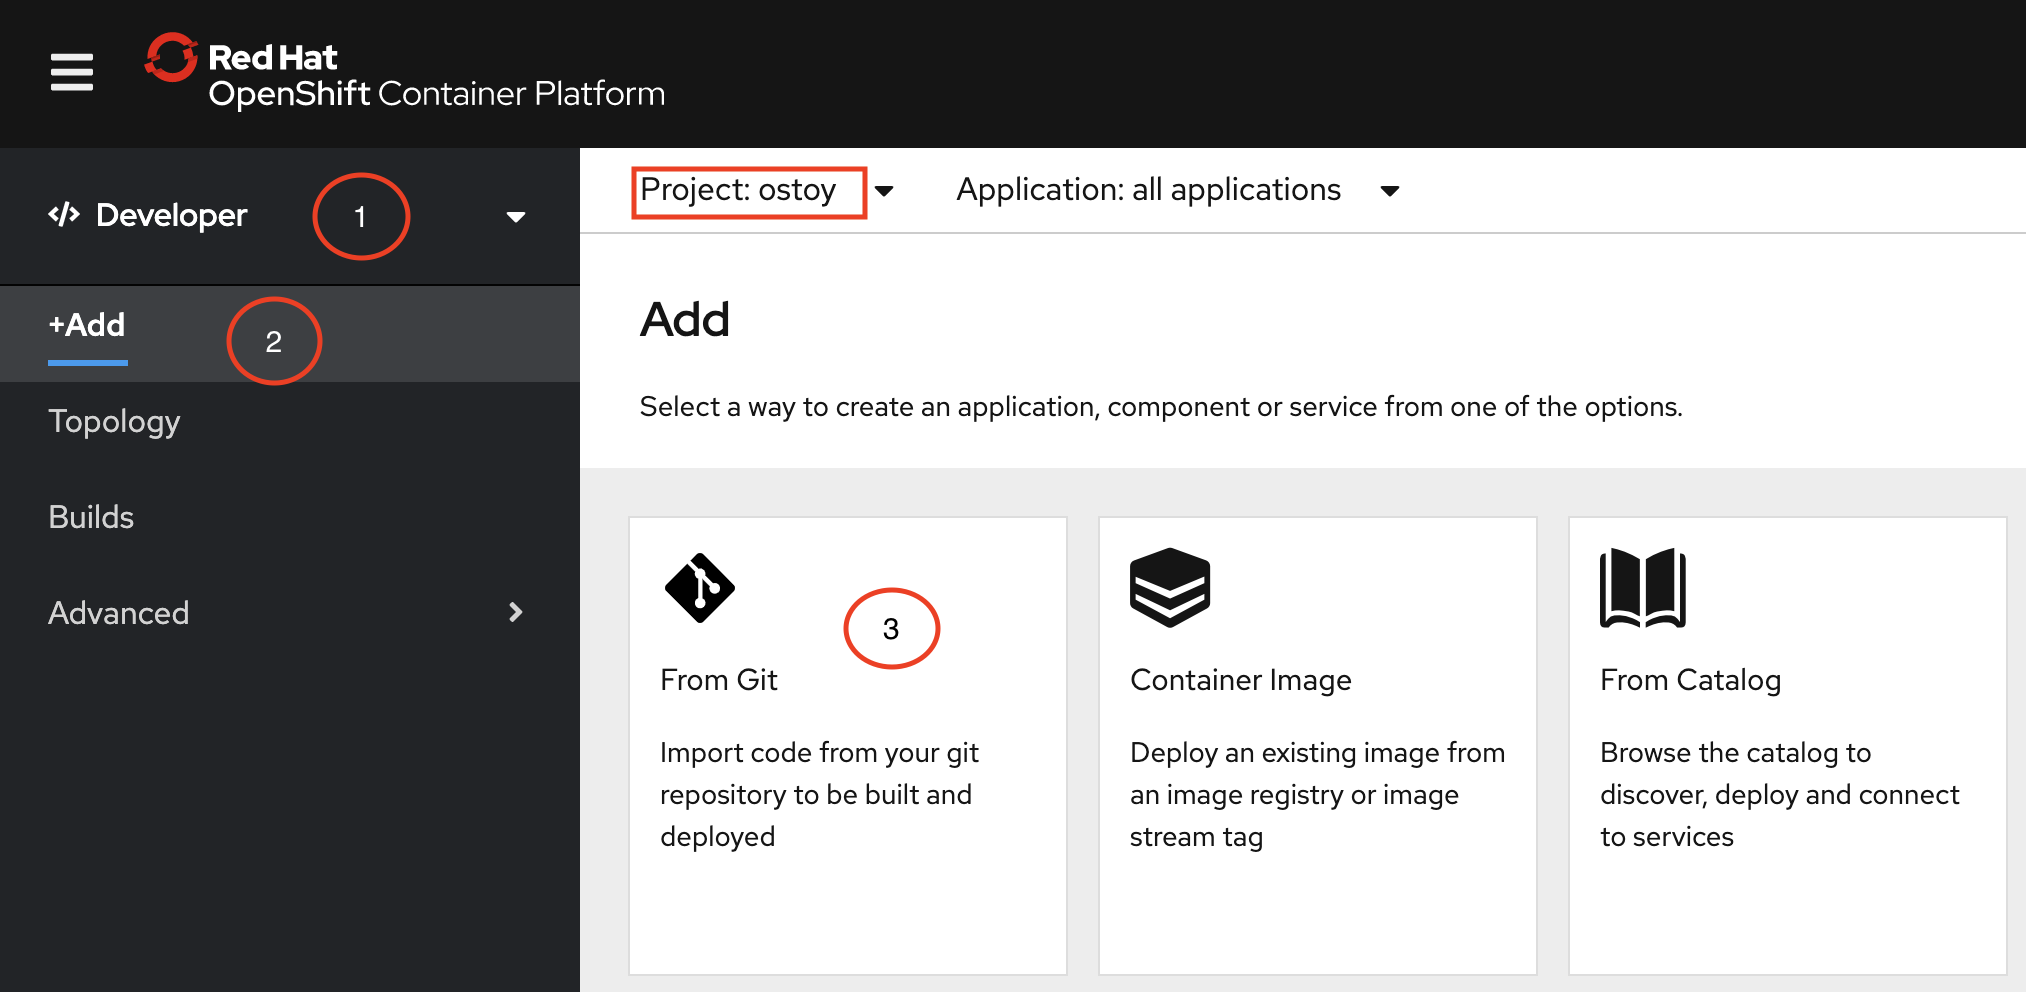 Red Hat
OpenShift Container Platform
Developer
1
+Add
2
Topology
Builds
Advanced
Project: ostoy
Application: all applications
Add
Select a way to create an application, component or service from one of the options.
3
From Git
Import code from your git
repository to be built and
deployed
Container Image
Deploy an existing image from
an image registry or image
stream tag
From Catalog
Browse the catalog to
discover, deploy and connect
to services